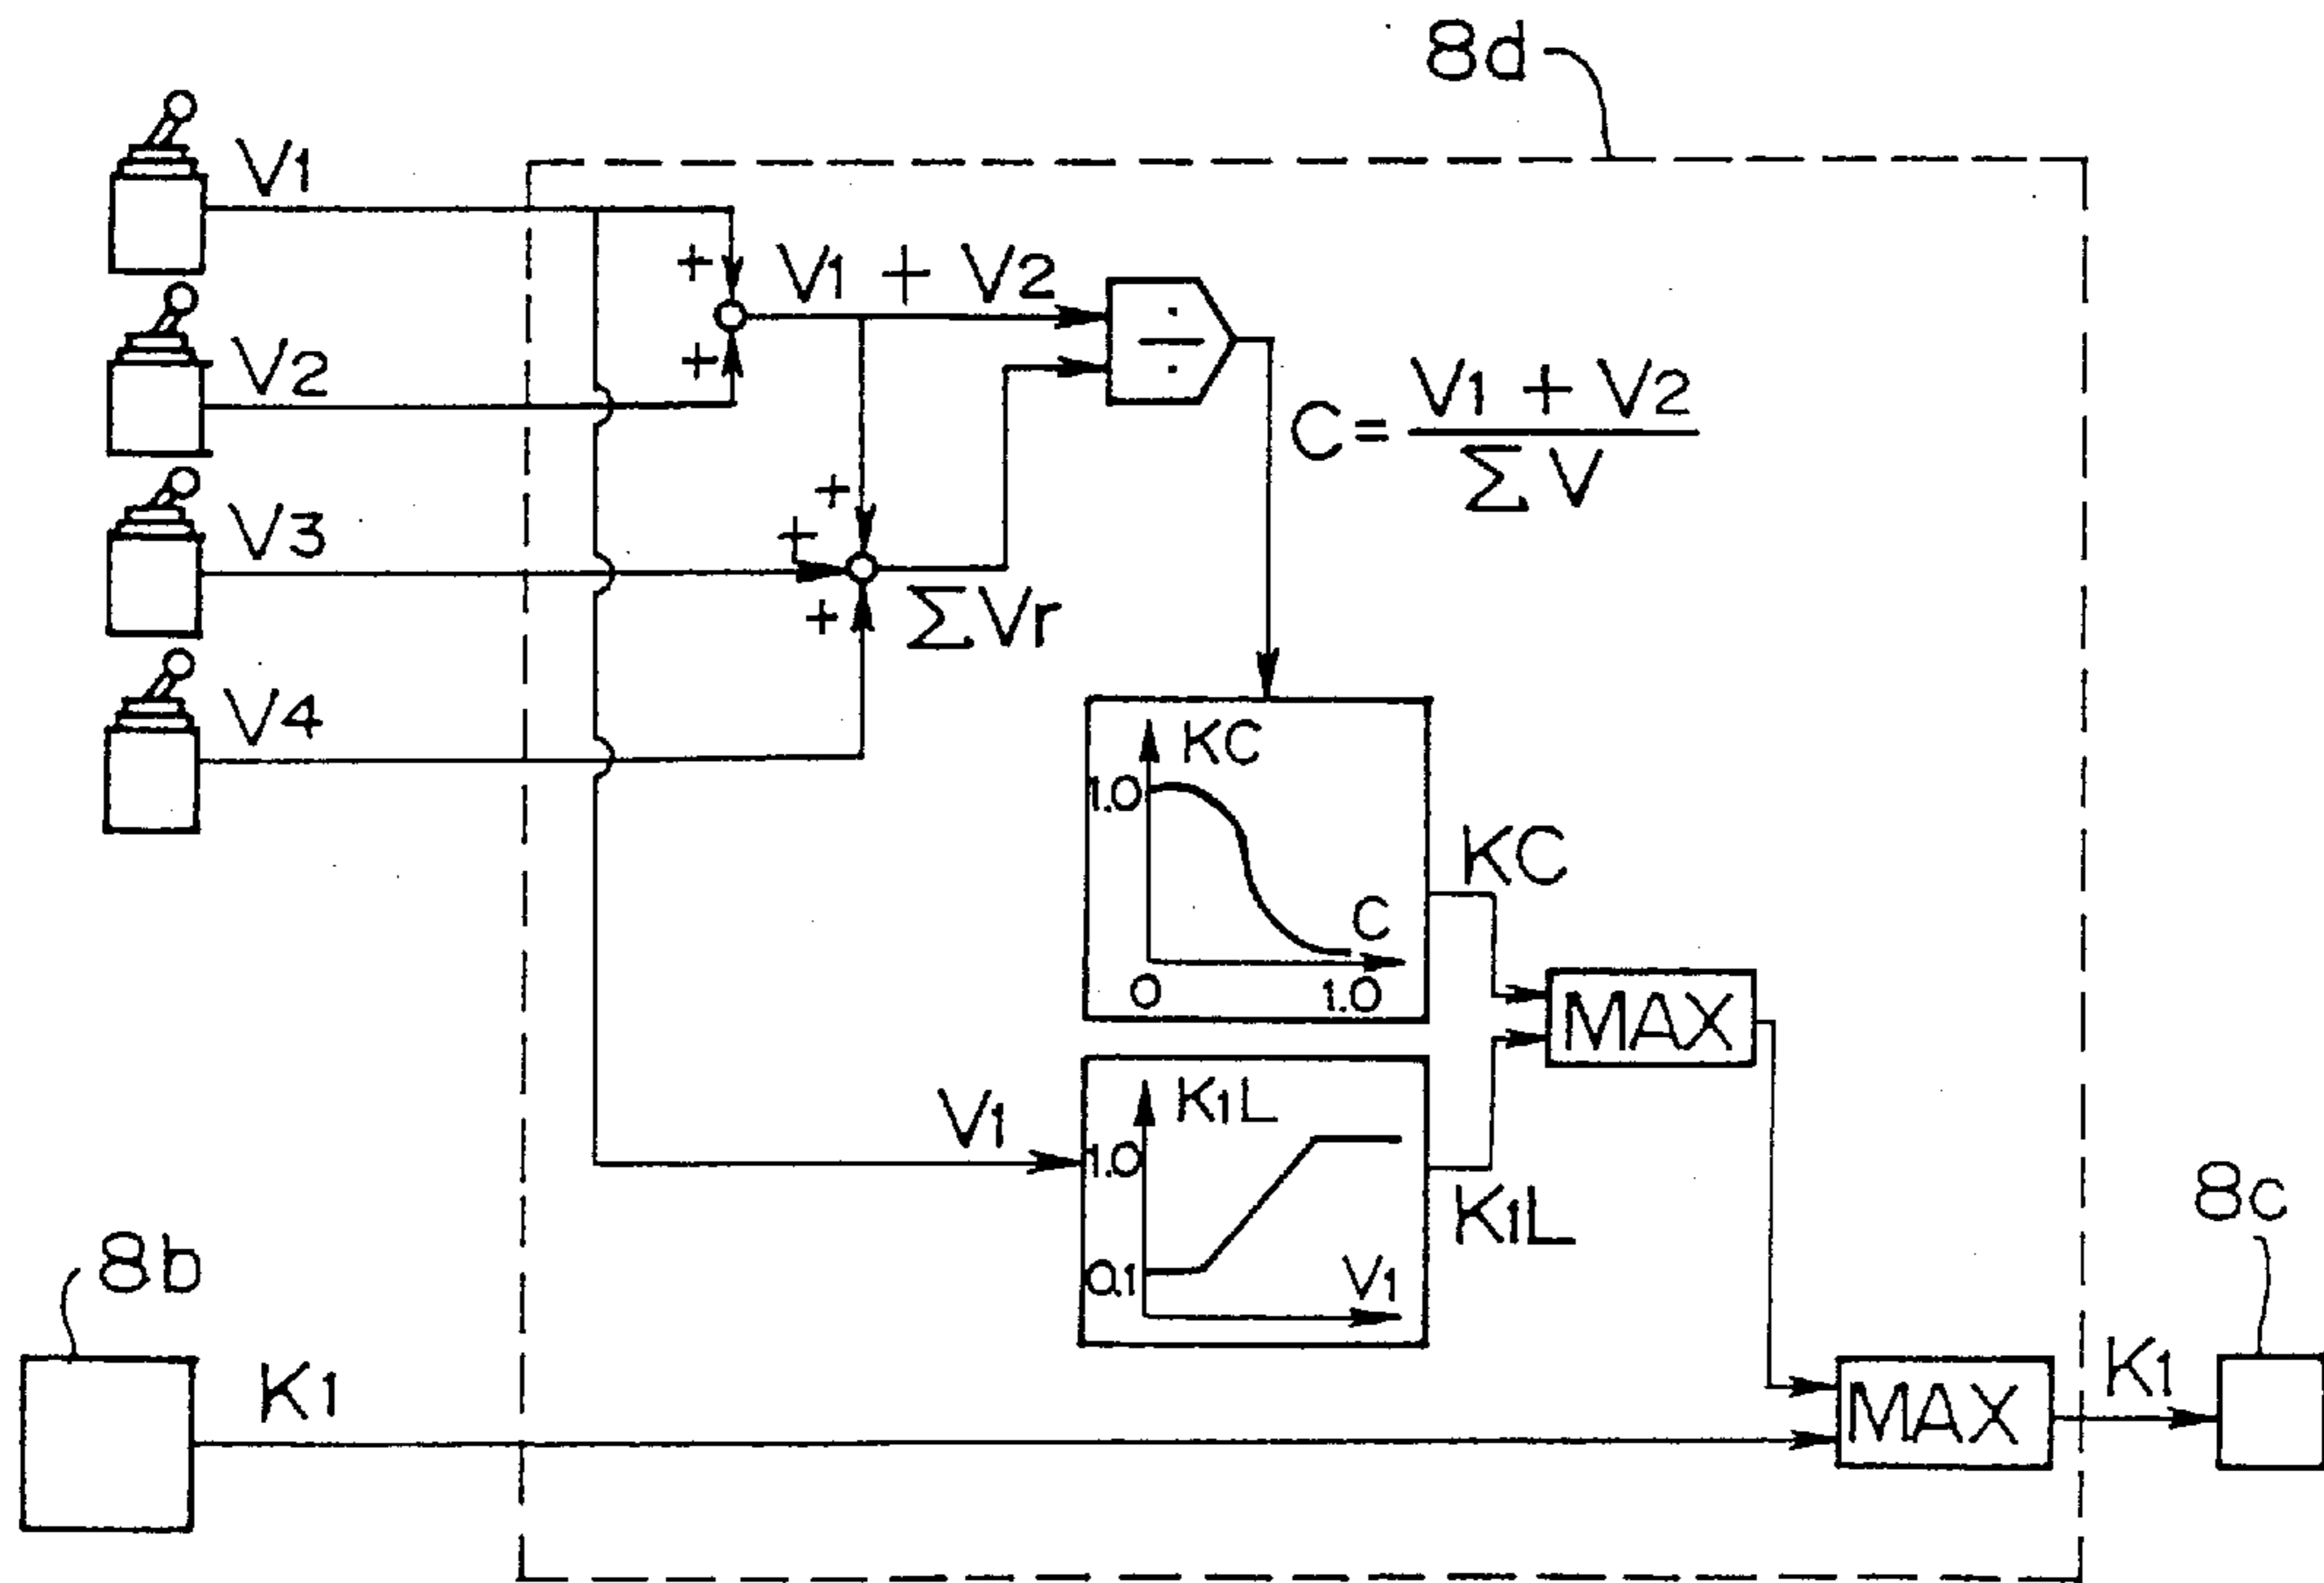 8d
V1
+
V1 + V2
V2
+
÷
C = V1 + V2
ΣV
V3
+
+
+
ΣVr
V4
KC
1.0
C
0
1.0
KC
MAX
V1
K1L
1.0
0.1
V1
K1L
8b
K1
MAX
K1
8c